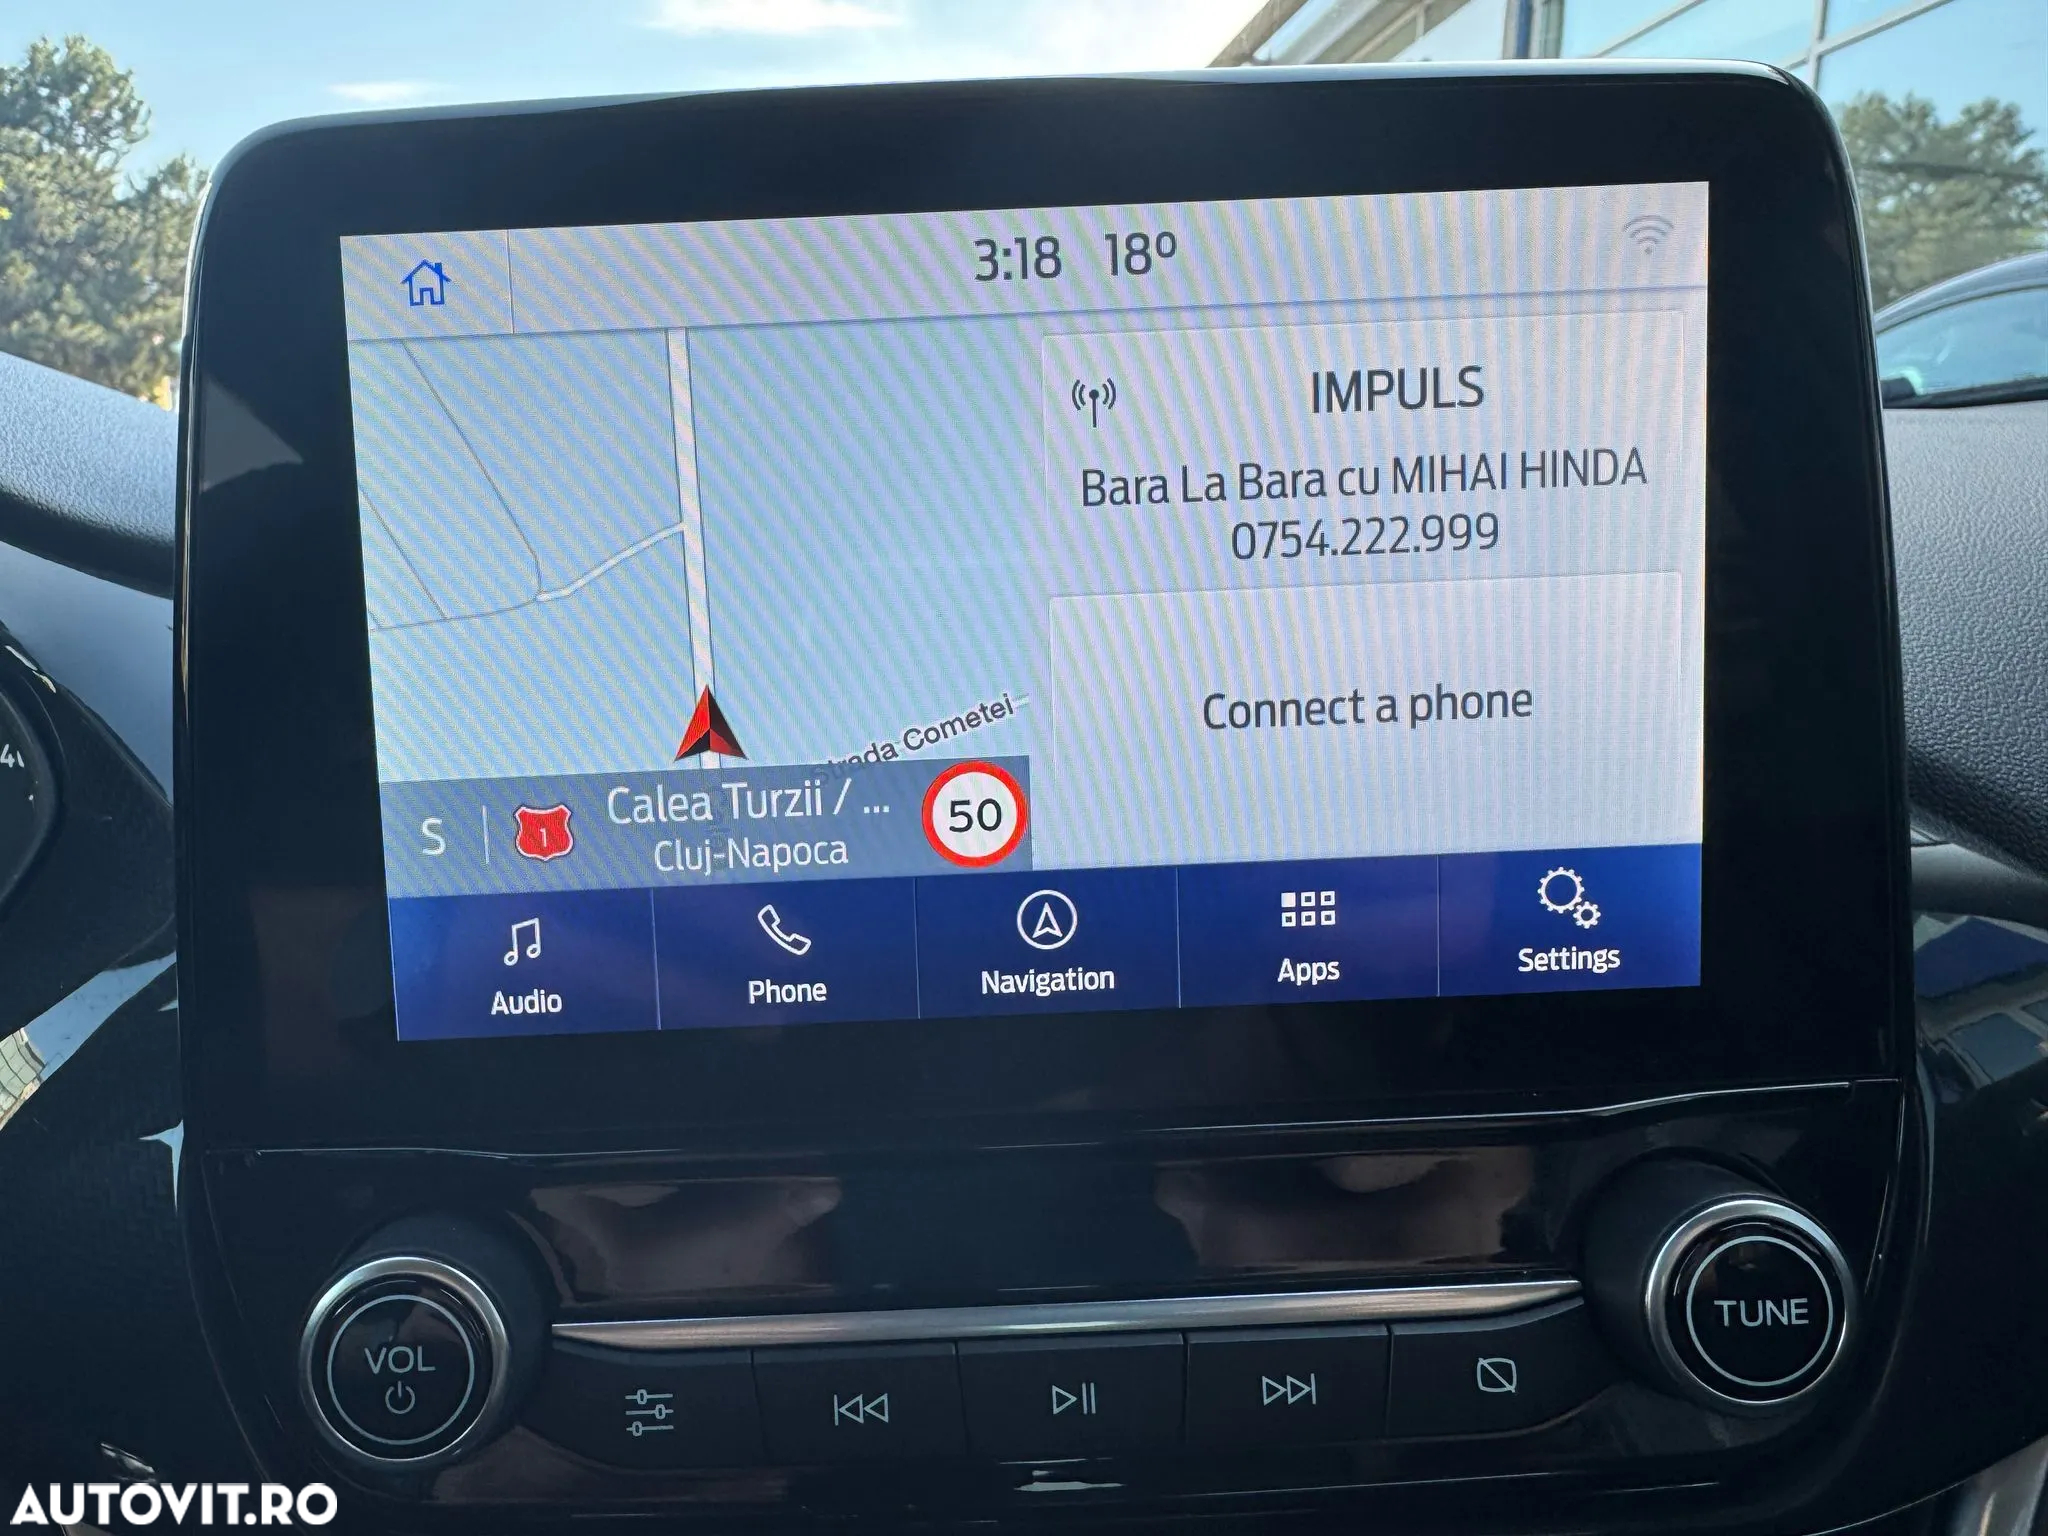 3:18 18º
IMPULS
Bara La Bara cu MIHAI HINDA
0754.222.999
Connect a phone
Strada Cometei
S
1
Calea Turzii / ...
Cluj-Napoca
50
Audio
Phone
Navigation
Apps
Settings
VOL
TUNE
AUTOVIT.RO